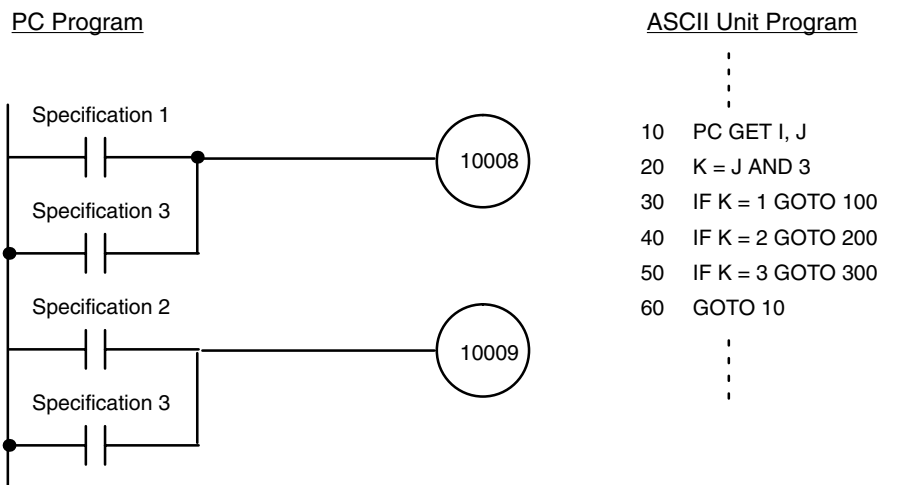 PC Program
Specification 1
10008
Specification 3
Specification 2
10009
Specification 3
ASCII Unit Program
10 PC GET I, J
20 K = J AND 3
30 IF K = 1 GOTO 100
40 IF K = 2 GOTO 200
50 IF K = 3 GOTO 300
60 GOTO 10